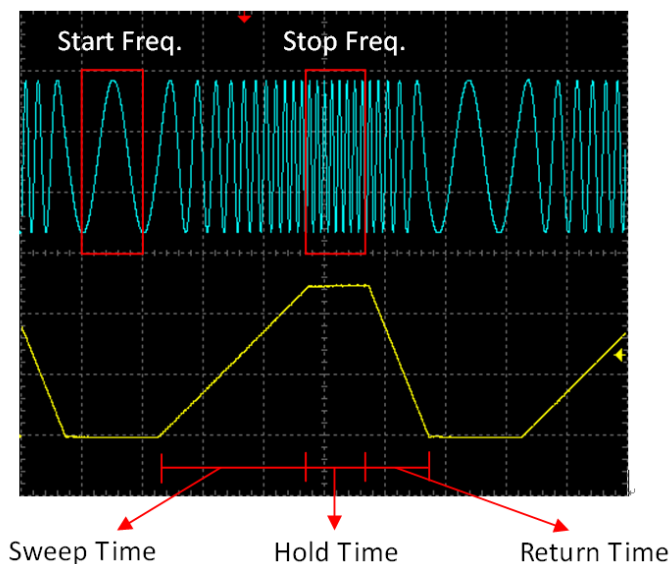 Start Freq.
Stop Freq.
Sweep Time
Hold Time
Return Time